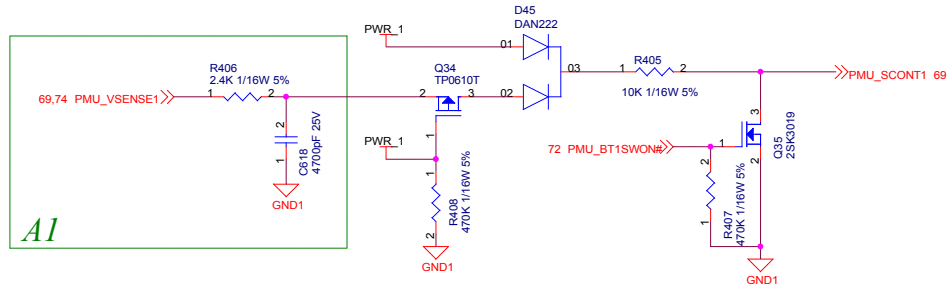 D45
DAN222
PWR_1
01
R406
2.4K 1/16W 5%
Q34
TP0610T
03
R405
1
2
10K 1/16W 5%
PMU_SCONT1 69
69,74 PMU_VSENSE1
1
2
2
3
02
2
1
C618
4700pF 25V
GND1
PWR_1
1
1
2
R408
470K 1/16W 5%
GND1
72 PMU_BT1SWON#
1
3
2
Q35
2SK3019
2
1
R407
470K 1/16W 5%
GND1
A1